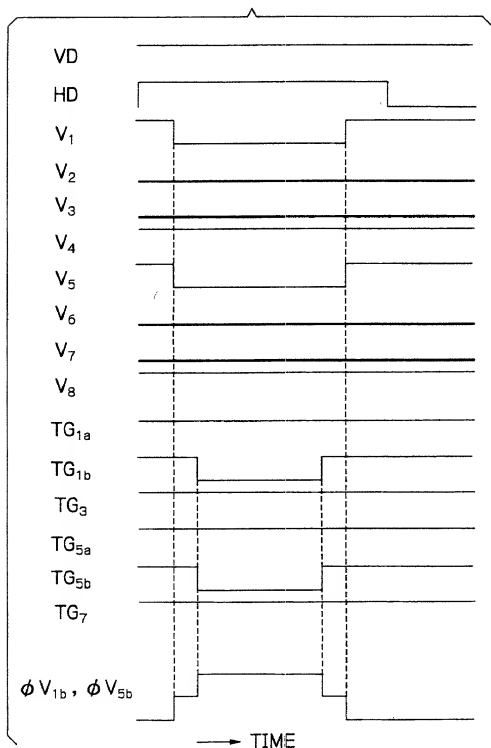 VD
HD
V₁
V₂
V₃
V₄
V₅
V₆
V₇
V₈
TG₁ₐ
TG₁b
TG₃
TG₅ₐ
TG₅b
TG₇
ϕV₁b, ϕV₅b
TIME